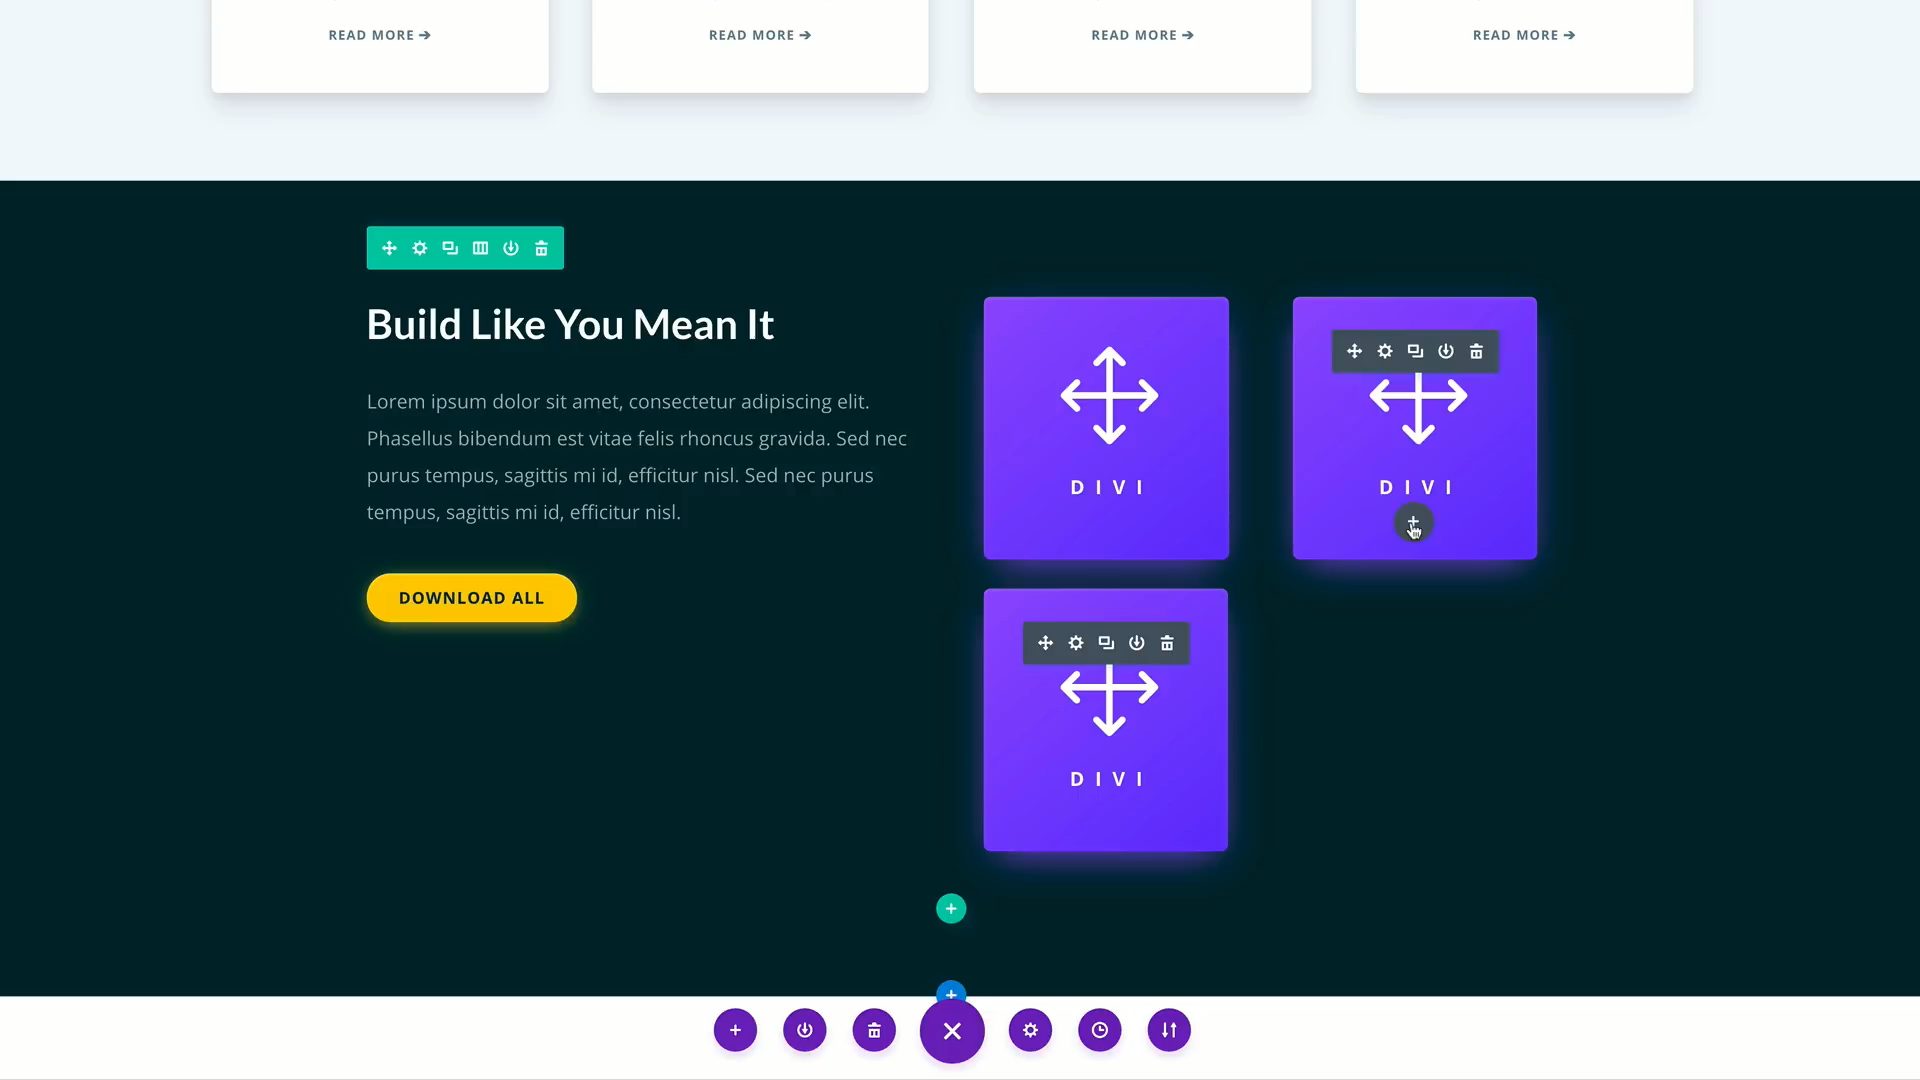 READ MORE →
READ MORE →
READ MORE →
READ MORE →
Build Like You Mean It
Lorem ipsum dolor sit amet, consectetur adipiscing elit.
Phasellus bibendum est vitae felis rhoncus gravida. Sed nec
purus tempus, sagittis mi id, efficitur nisl. Sed nec purus
tempus, sagittis mi id, efficitur nisl.
DOWNLOAD ALL
DIVI
DIVI
DIVI